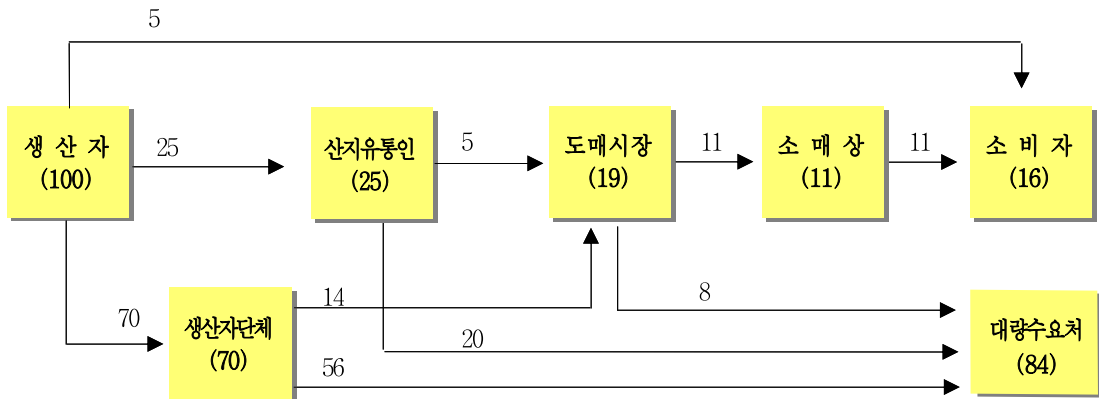 5
생 산 자
(100)
25
산지유통인
(25)
5
도매시장
(19)
11
소 매 상
(11)
11
소 비 자
(16)
70
생산자단체
(70)
14
20
56
8
대량수요처
(84)